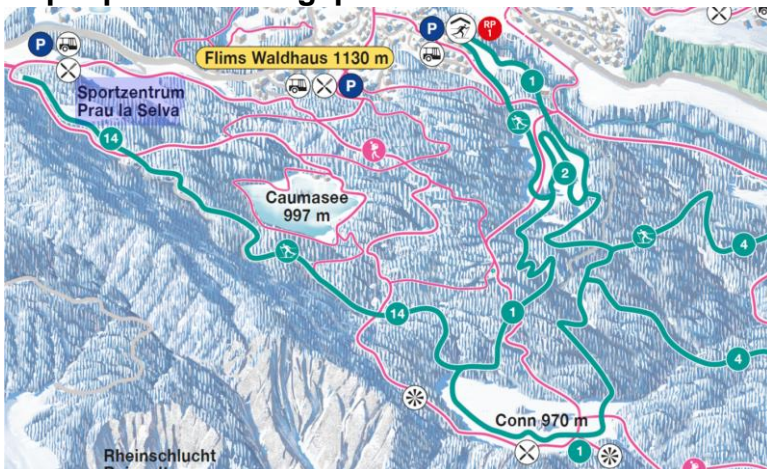 P
P
RP
1
Flims Waldhaus 1130 m
P
1
Sportzentrum
Prau la Selva
14
2
Caumasee
997 m
4
14
1
4
Conn 970 m
1
Rheinschlucht